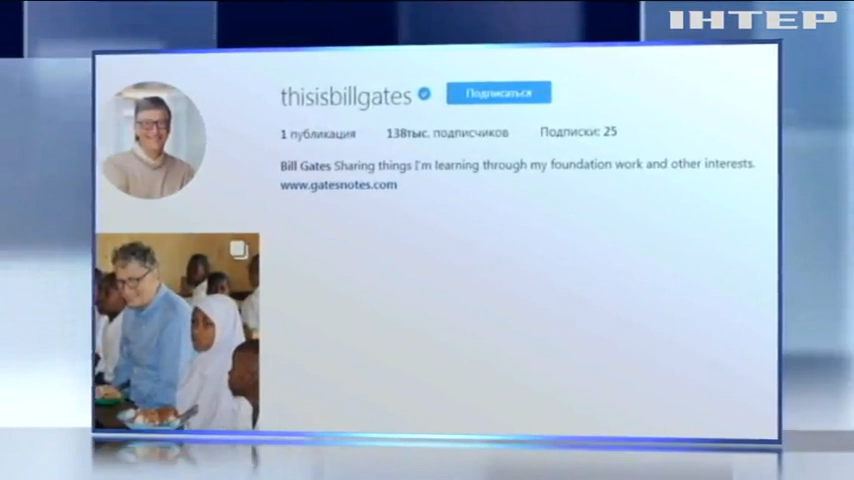 ІНТЕР
thisisbillgates Подписаться
1 публикация 138тыс. подписчиков Подписки: 25
Bill Gates Sharing things I'm learning through my foundation work and other interests.
www.gatesnotes.com